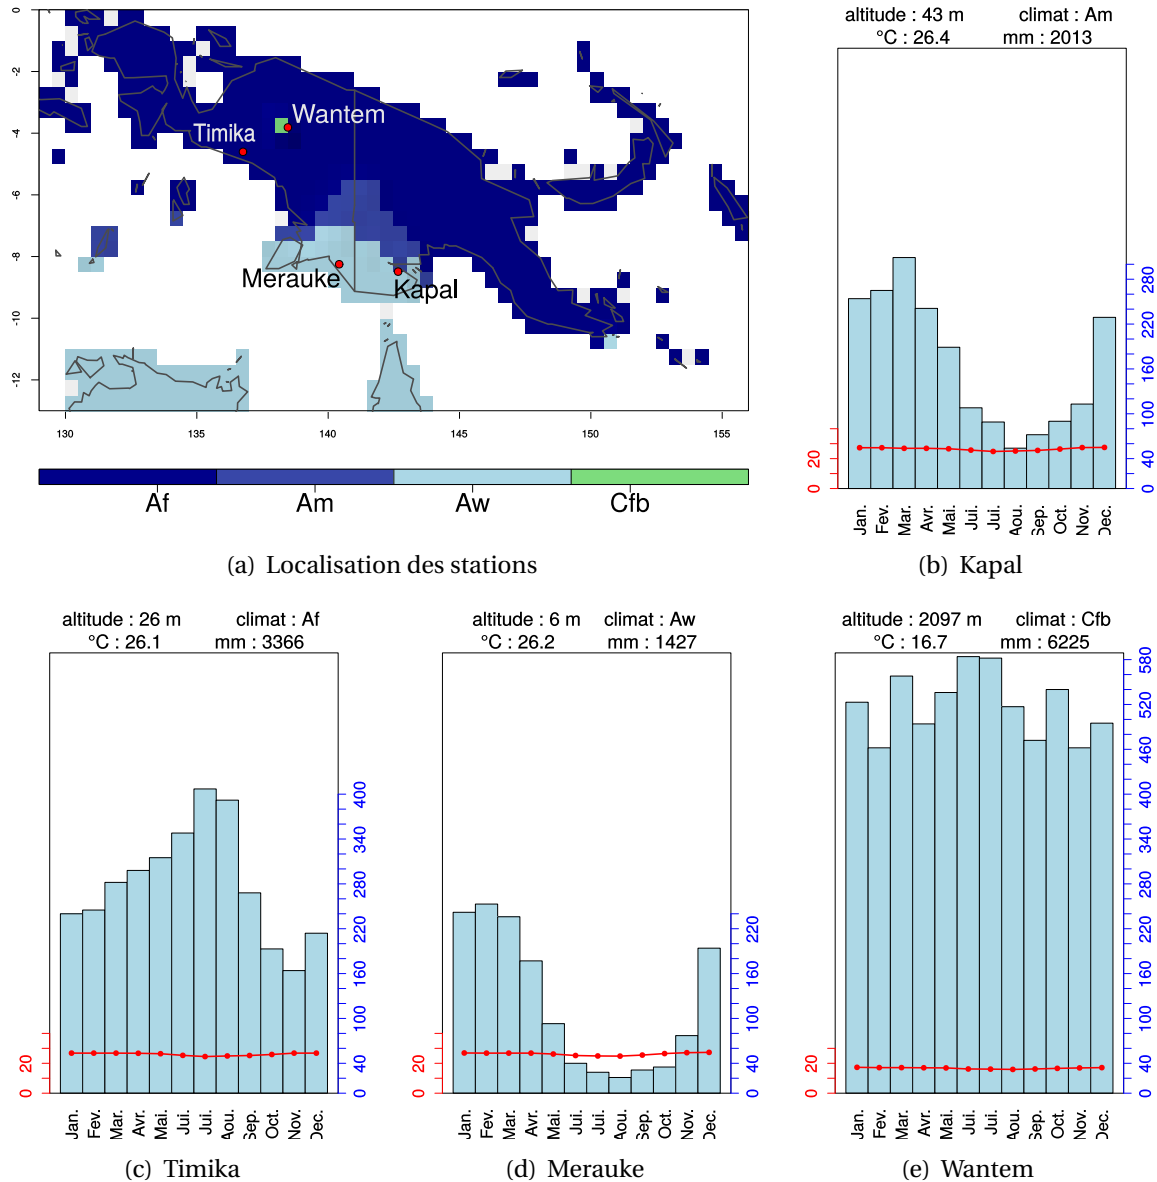 0
-2
-4
-6
-8
-10
-12
Wantem
Timika
Merauke
Kapal
130
135
140
145
150
155
Af
Am
Aw
Cfb
(a) Localisation des stations
altitude : 43 m climat : Am
°C : 26.4 mm : 2013
0 20
0 40 100 160 220 280
Jan. Fev. Mar. Avr. Mai. Jui. Jui. Aou. Sep. Oct. Nov. Dec.
(b) Kapal
altitude : 26 m climat : Af
°C : 26.1 mm : 3366
0 20
0 40 100 160 220 280 340 400
Jan. Fev. Mar. Avr. Mai. Jui. Jui. Aou. Sep. Oct. Nov. Dec.
(c) Timika
altitude : 6 m climat : Aw
°C : 26.2 mm : 1427
0 20
0 40 100 160 220
Jan. Fev. Mar. Avr. Mai. Jui. Jui. Aou. Sep. Oct. Nov. Dec.
(d) Merauke
altitude : 2097 m climat : Cfb
°C : 16.7 mm : 6225
0 20
0 40 100 160 220 280 340 400 460 520 580
Jan. Fev. Mar. Avr. Mai. Jui. Jui. Aou. Sep. Oct. Nov. Dec.
(e) Wantem